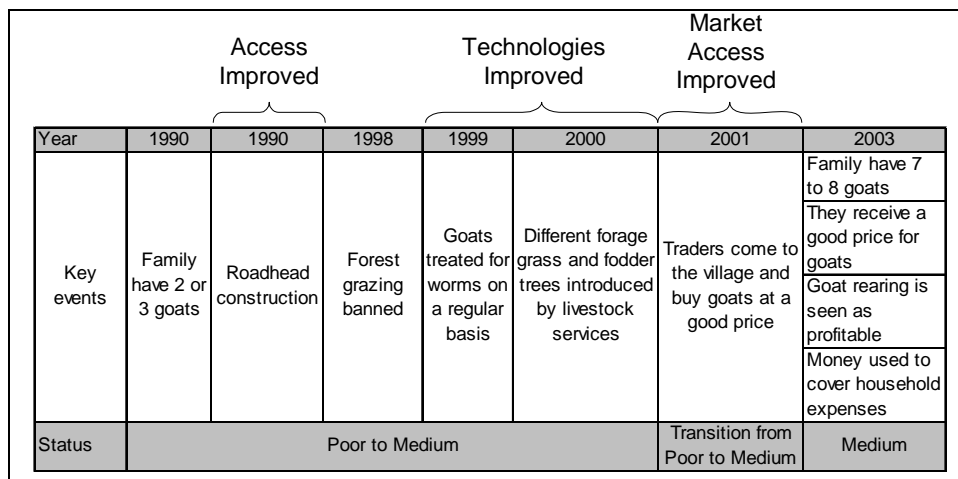 Access
Improved
Technologies
Improved
Market
Access
Improved
Year 1990 1990 1998 1999 2000 2001 2003
Key
events
Family
have 2 or
3 goats
Roadhead
construction
Forest
grazing
banned
Goats
treated for
worms on
a regular
basis
Different forage
grass and fodder
trees introduced
by livestock
services
Traders come to
the village and
buy goats at a
good price
Family have 7
to 8 goats
They receive a
good price for
goats
Goat rearing is
seen as
profitable
Money used to
cover household
expenses
Status
Poor to Medium
Transition from
Poor to Medium
Medium